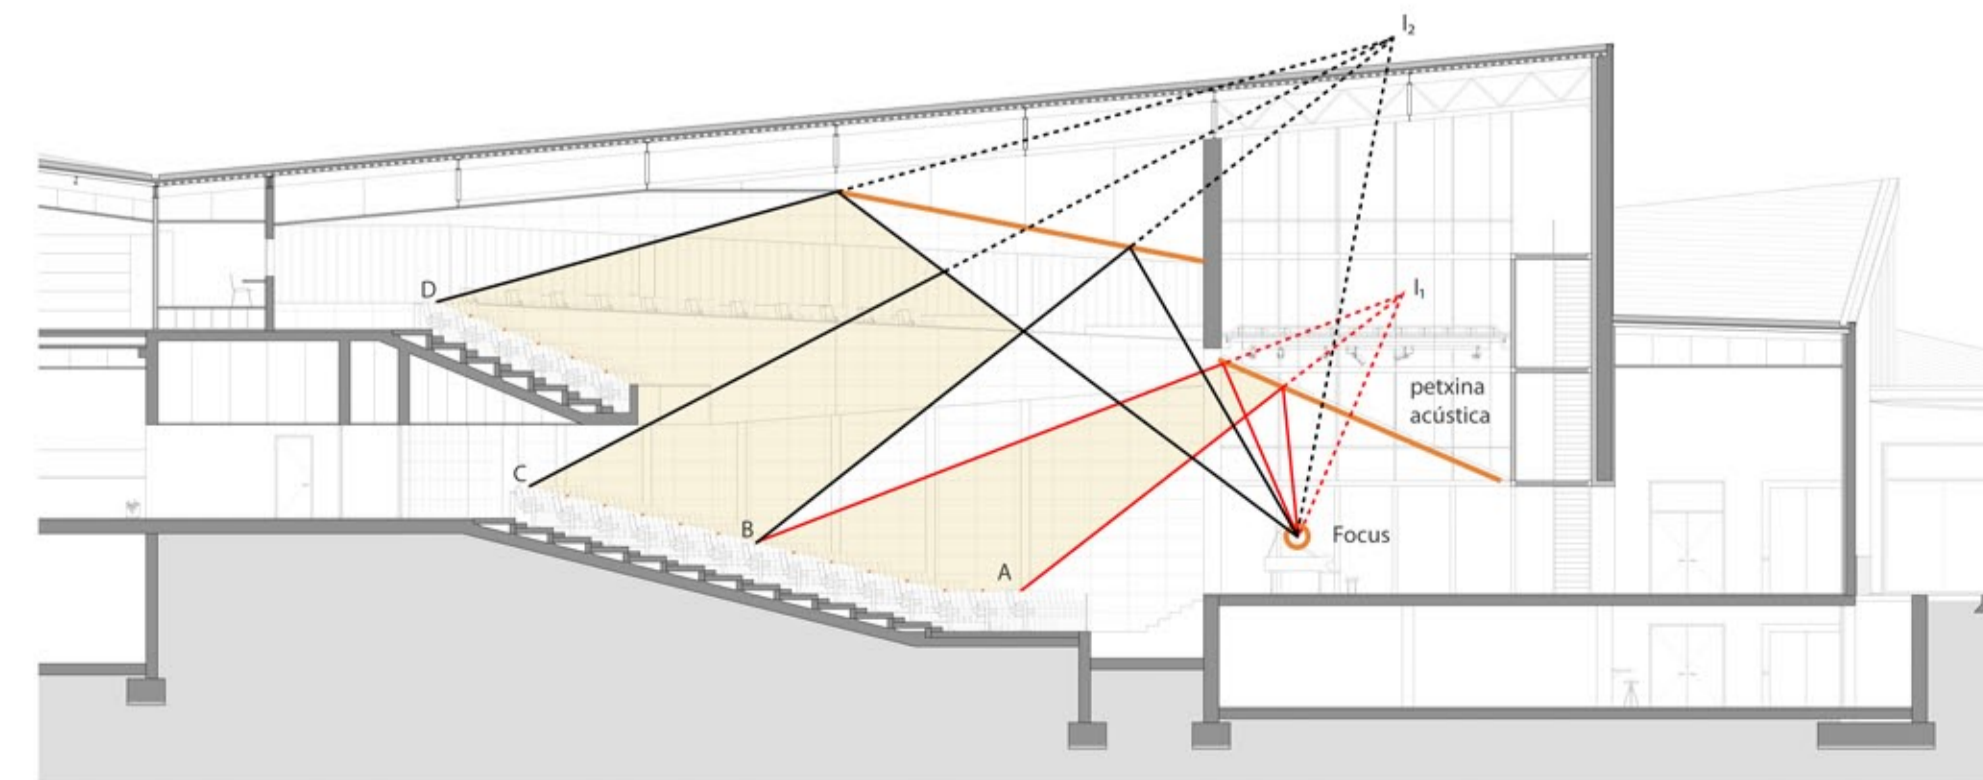 I₂
D
I₁
petxina
acústica
C
B
Focus
A